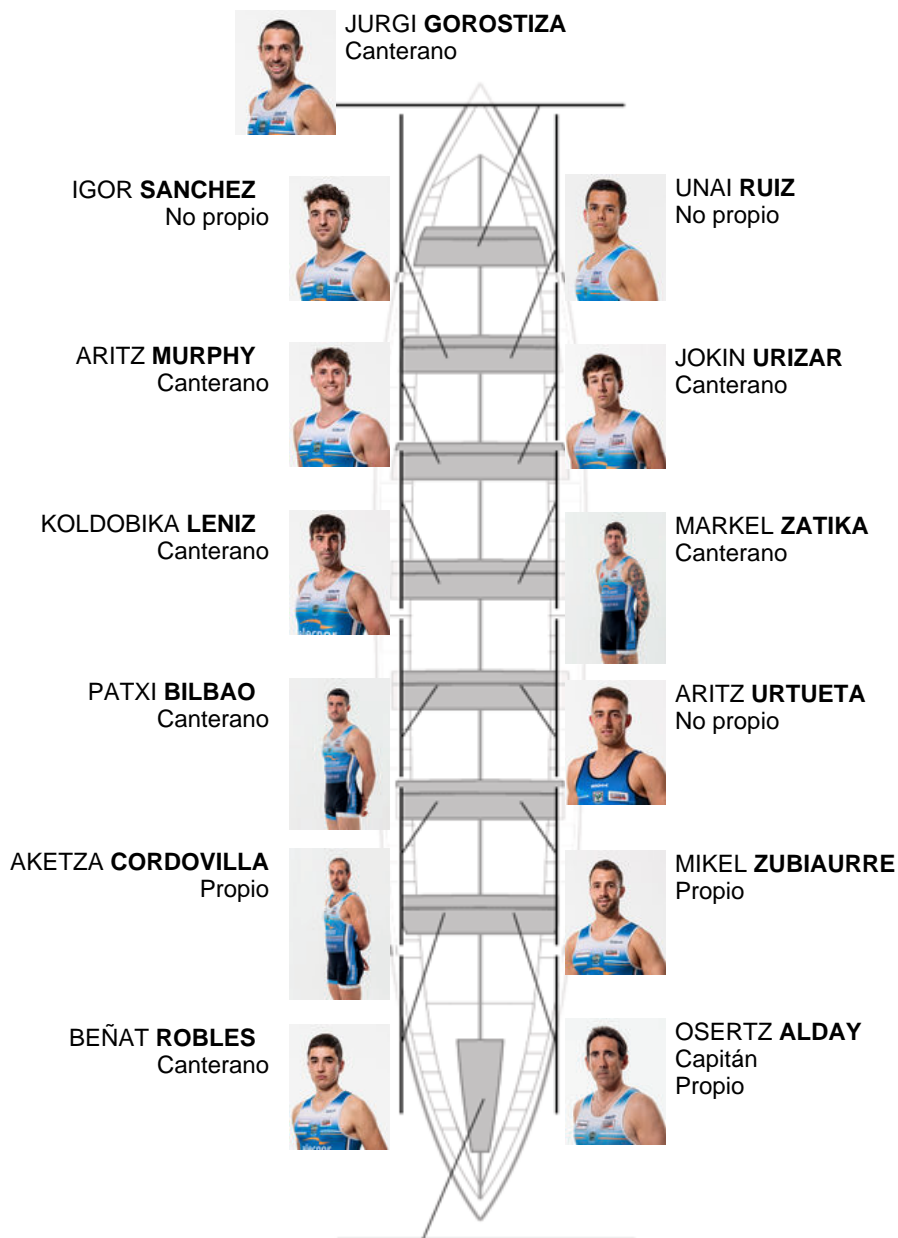 JURGI GOROSTIZA
Canterano
IGOR SANCHEZ
No propio
UNAI RUIZ
No propio
ARITZ MURPHY
Canterano
JOKIN URIZAR
Canterano
KOLDOBIKA LENIZ
Canterano
MARKEL ZATIKA
Canterano
PATXI BILBAO
Canterano
ARITZ URTUETA
No propio
AKETZA CORDOVILLA
Propio
MIKEL ZUBIAURRE
Propio
BEÑAT ROBLES
Canterano
OSERTZ ALDAY
Capitán
Propio